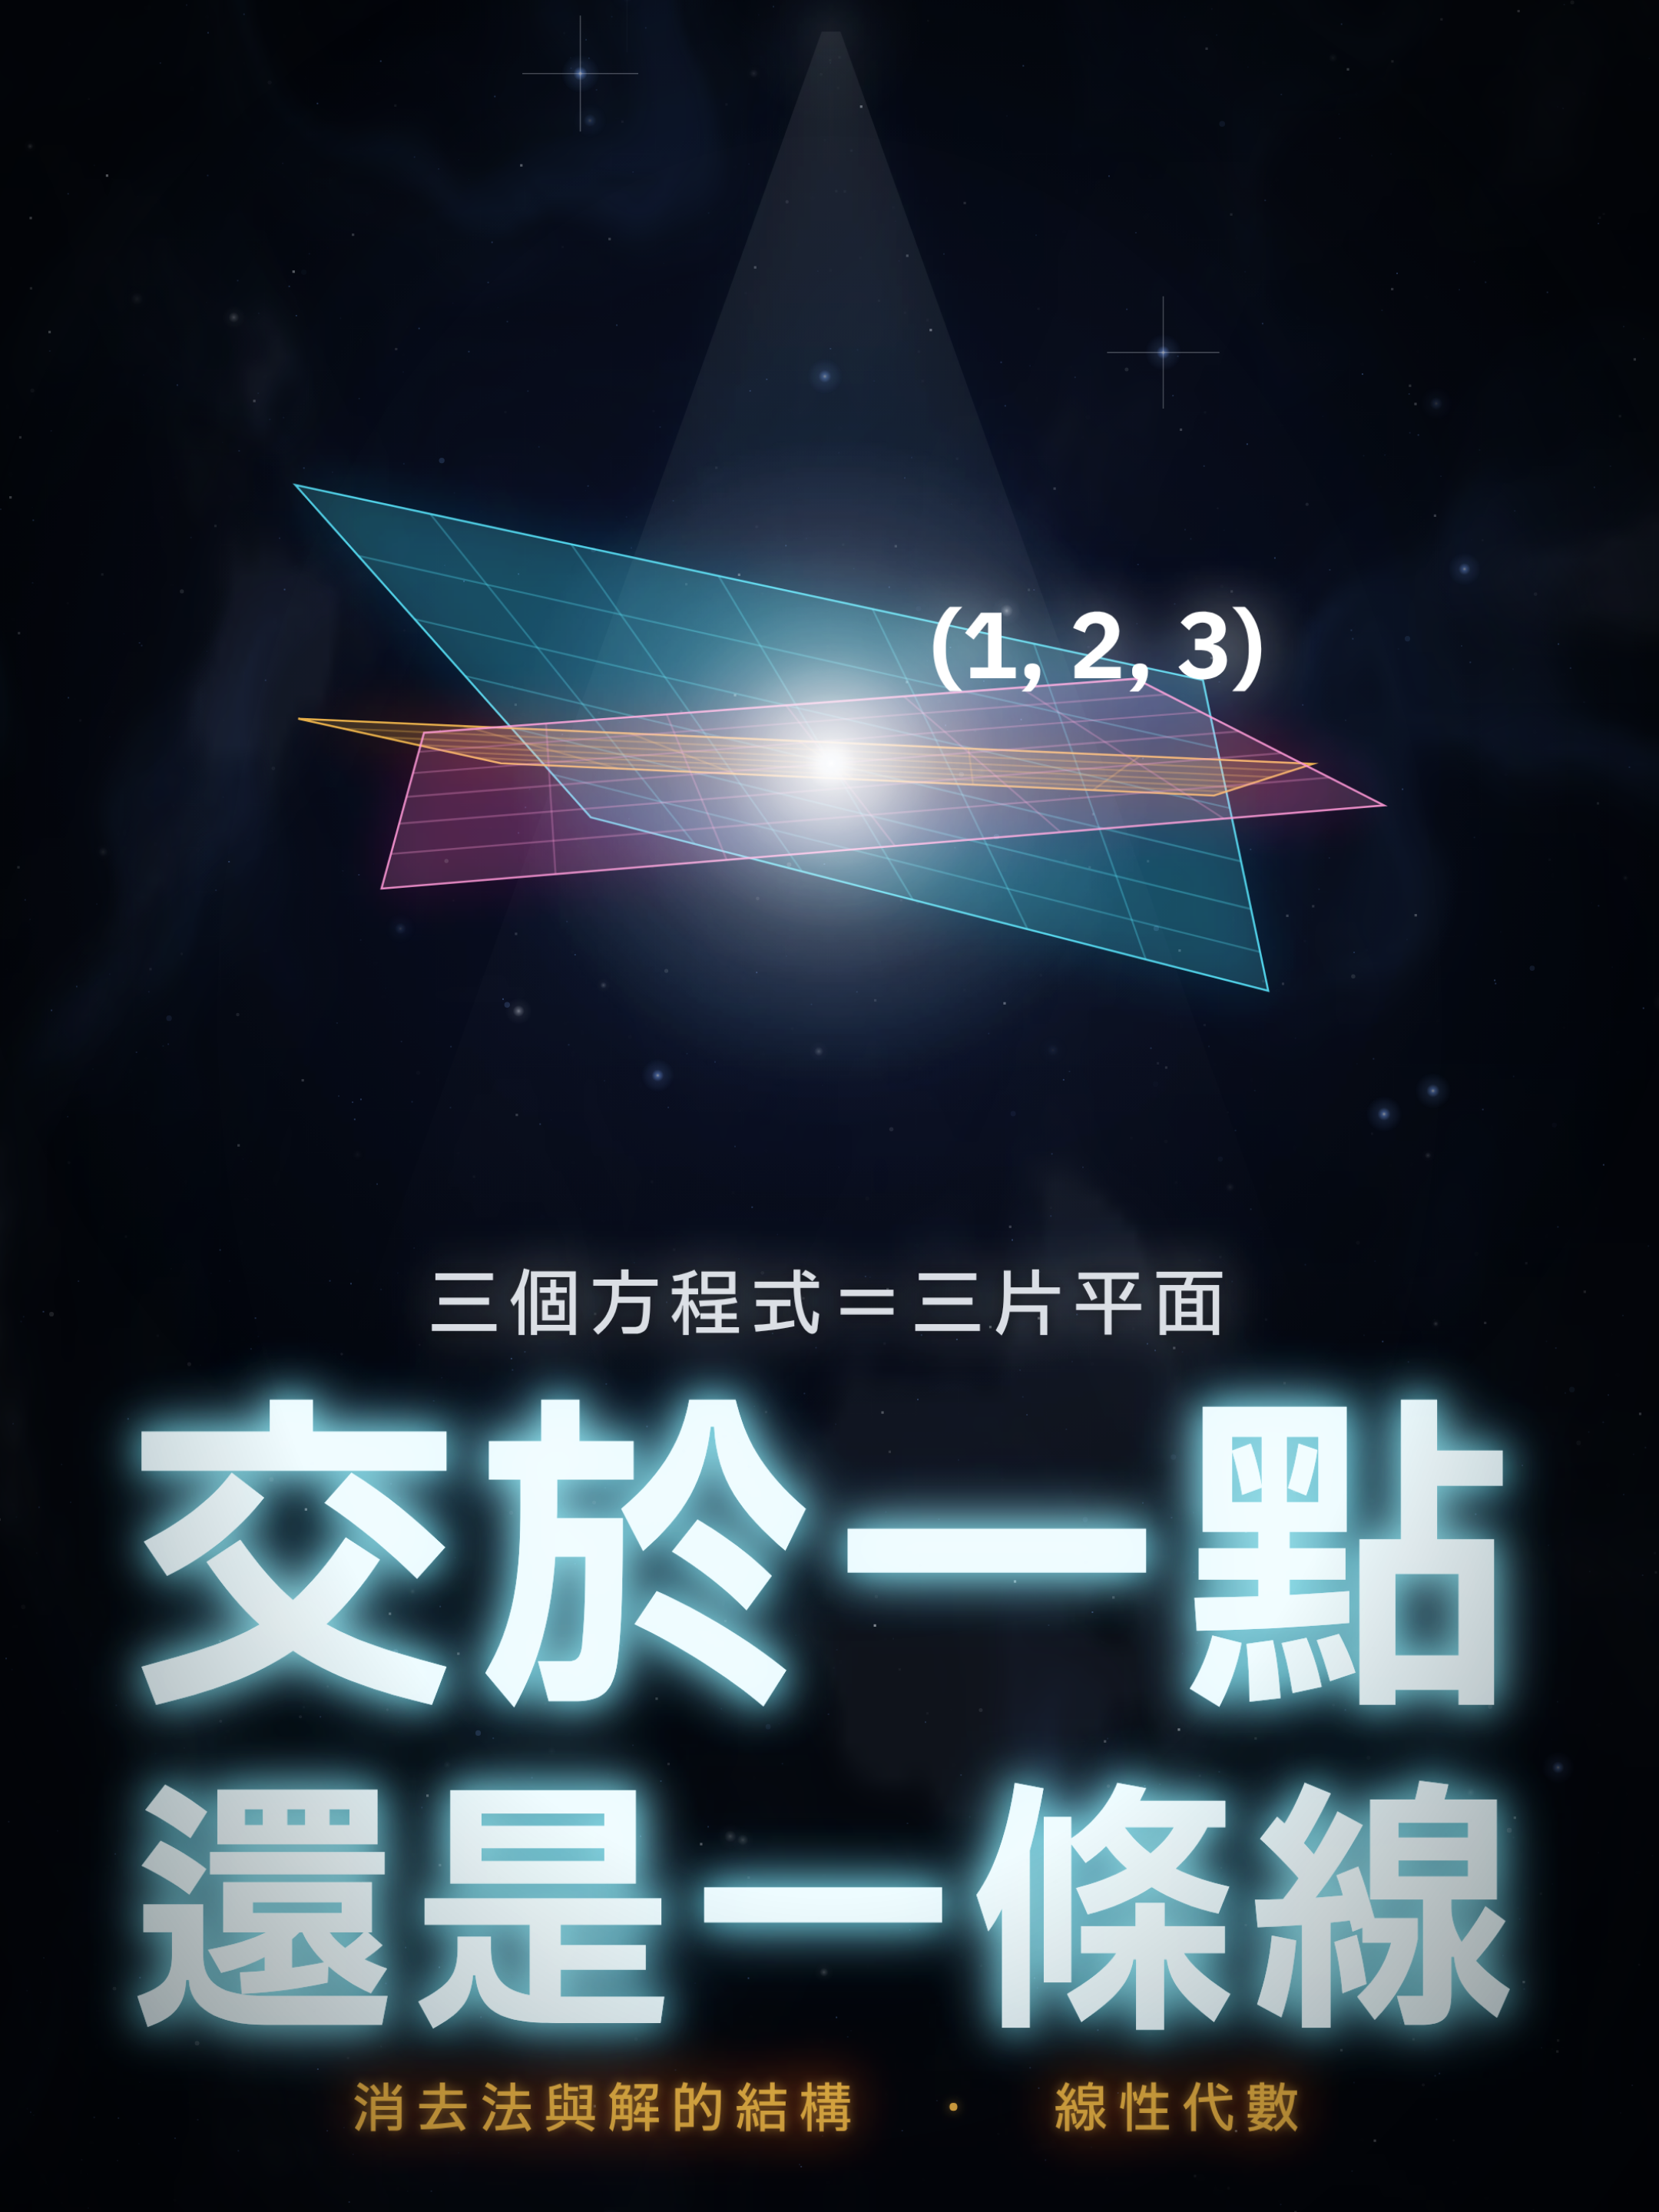 (1, 2, 3)
三個方程式＝三片平面
交於一點
還是一條線
消去法與解的結構 · 線性代數